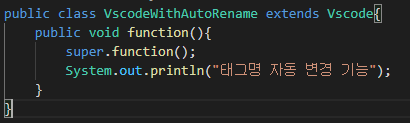 public class VscodeWithAutoRename extends Vscode{
    public void function(){
        super.function();
        System.out.println("태그명 자동 변경 기능");
    }
}